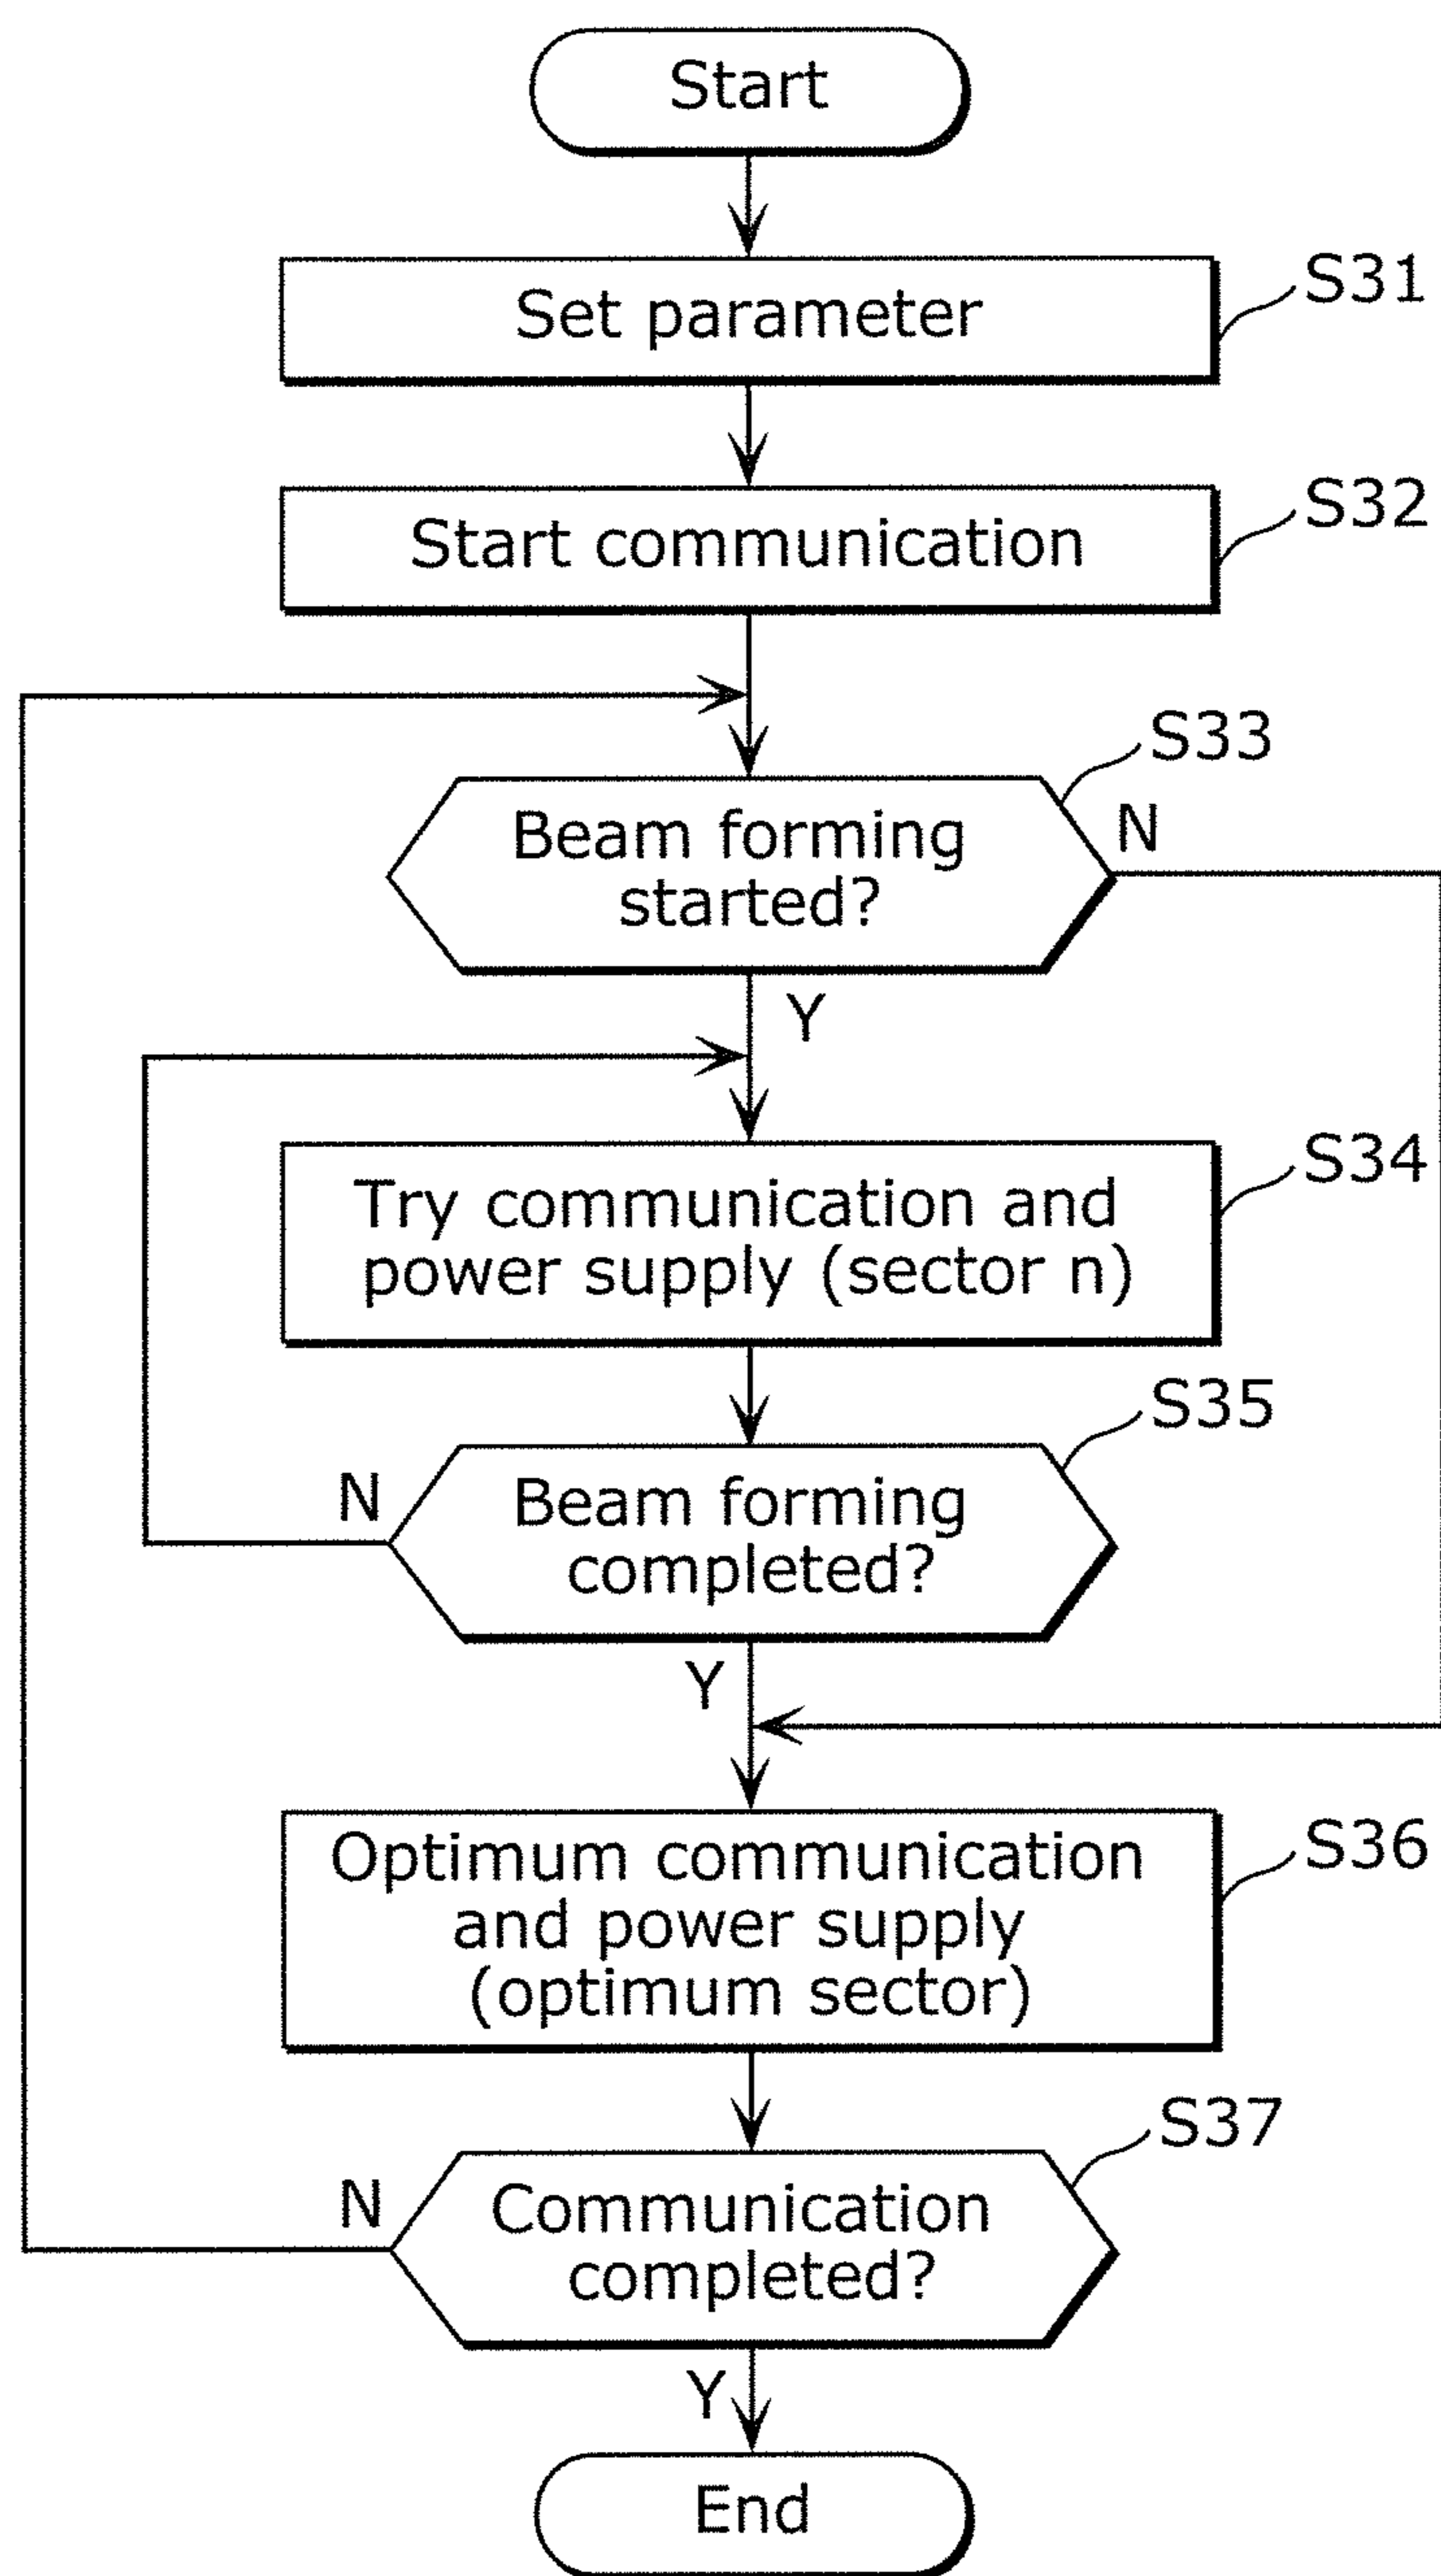 Start
Set parameter
S31
Start communication
S32
S33
Beam forming
started?
N
Y
Try communication and
power supply (sector n)
S34
S35
N
Beam forming
completed?
Y
Optimum communication
and power supply
(optimum sector)
S36
S37
N
Communication
completed?
Y
End